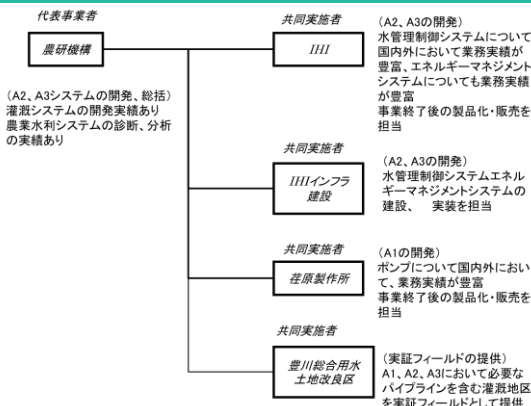 代表事業者
農研機構
(A2、A3システムの開発、総括)
灌漑システムの開発実績あり
農業水利システムの診断、分析
の実績あり
共同実施者
IHI
(A2、A3の開発)
水管理制御システムについて
国内外において業務実績が
豊富、エネルギーマネジメント
システムについても業務実績
が豊富
事業終了後の製品化・販売を
担当
共同実施者
IHIインフラ
建設
(A2、A3の開発)
水管理制御システムエネル
ギーマネジメントシステムの
建設、 実装を担当
共同実施者
荏原製作所
(A1の開発)
ポンプについて国内外におい
て、業務実績が豊富
事業終了後の製品化・販売を
担当
共同実施者
豊川総合用水
土地改良区
(実証フィールドの提供)
A1、A2、A3において必要な
パイプラインを含む灌漑地区
を実証フィールドとして提供